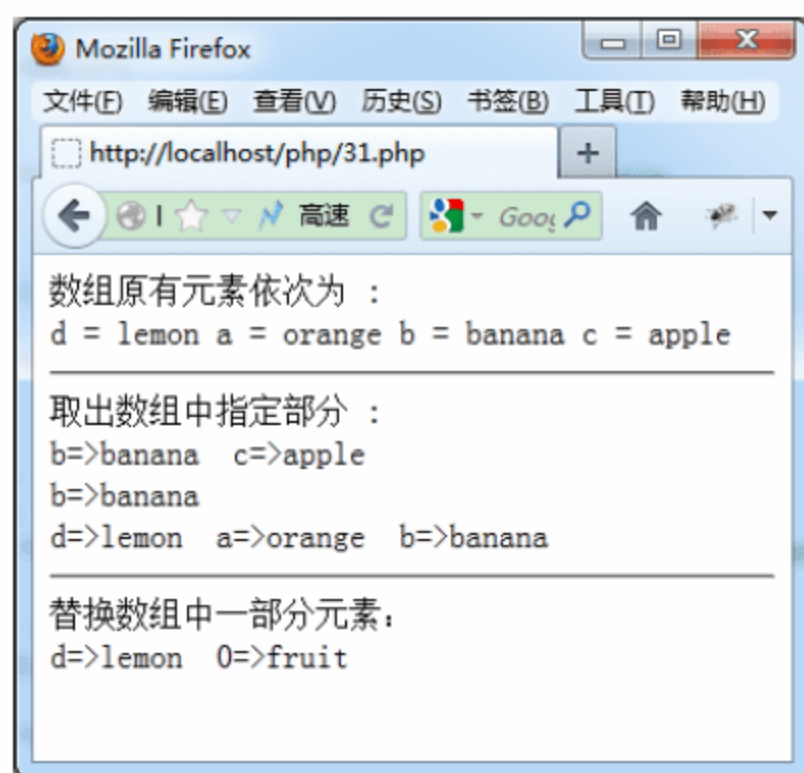 Mozilla Firefox
文件(F) 编辑(E) 查看(V) 历史(S) 书签(B) 工具(T) 帮助(H)
http://localhost/php/31.php +
高速 Goog
数组原有元素依次为 :
d = lemon a = orange b = banana c = apple
取出数组中指定部分 :
b=>banana  c=>apple
b=>banana
d=>lemon  a=>orange  b=>banana
替换数组中一部分元素:
d=>lemon  0=>fruit